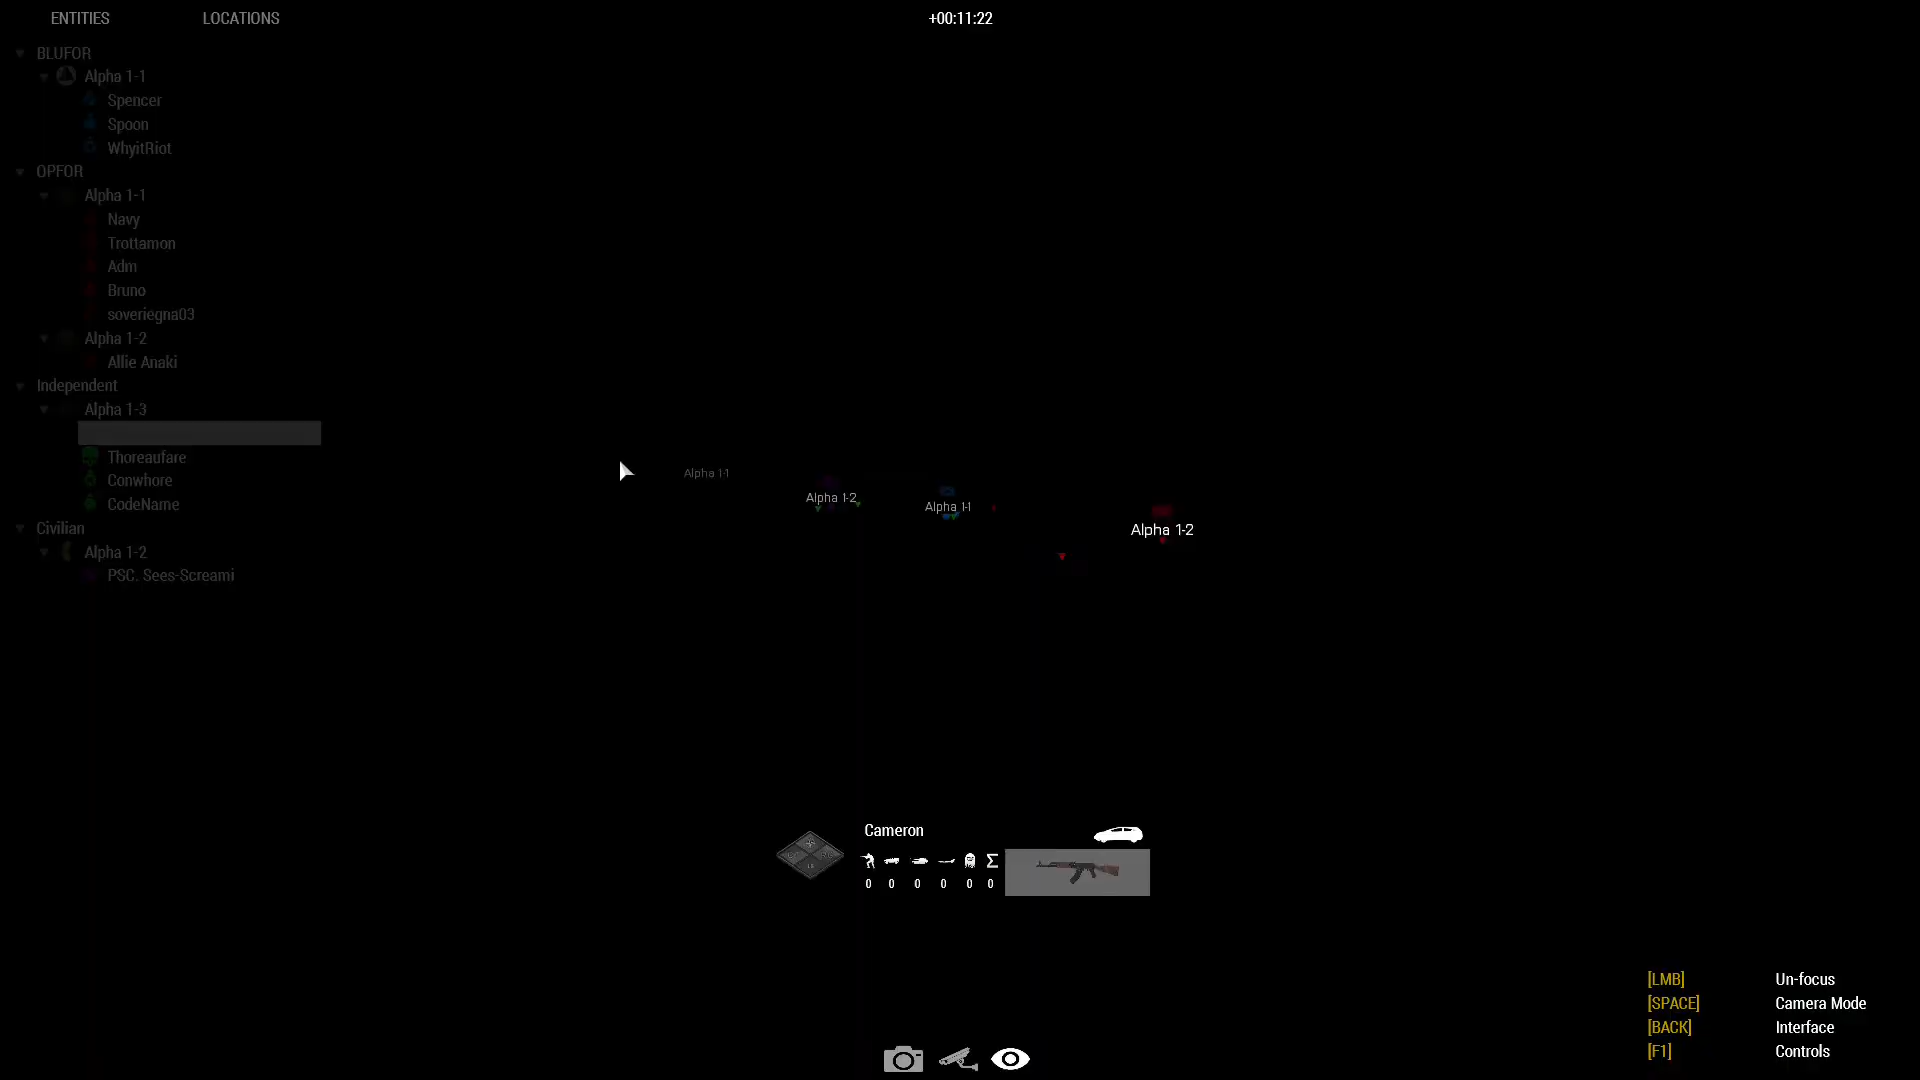 ENTITIES LOCATIONS +00:11:22
BLUFOR
Alpha 1-1
Spencer
Spoon
WhyitRiot
OPFOR
Alpha 1-1
Navy
Trottamon
Adm
Bruno
soveriegna03
Alpha 1-2
Allie Anaki
Independent
Alpha 1-3
Thoreaufare
Conwhore
CodeName
Civilian
Alpha 1-2
PSC. Sees-Screami
Alpha 1-1
Alpha 1-2
Alpha 1-1
Alpha 1-2
Cameron
Σ
0 0 0 0 0 0
[LMB] Un-focus
[SPACE] Camera Mode
[BACK] Interface
[F1] Controls